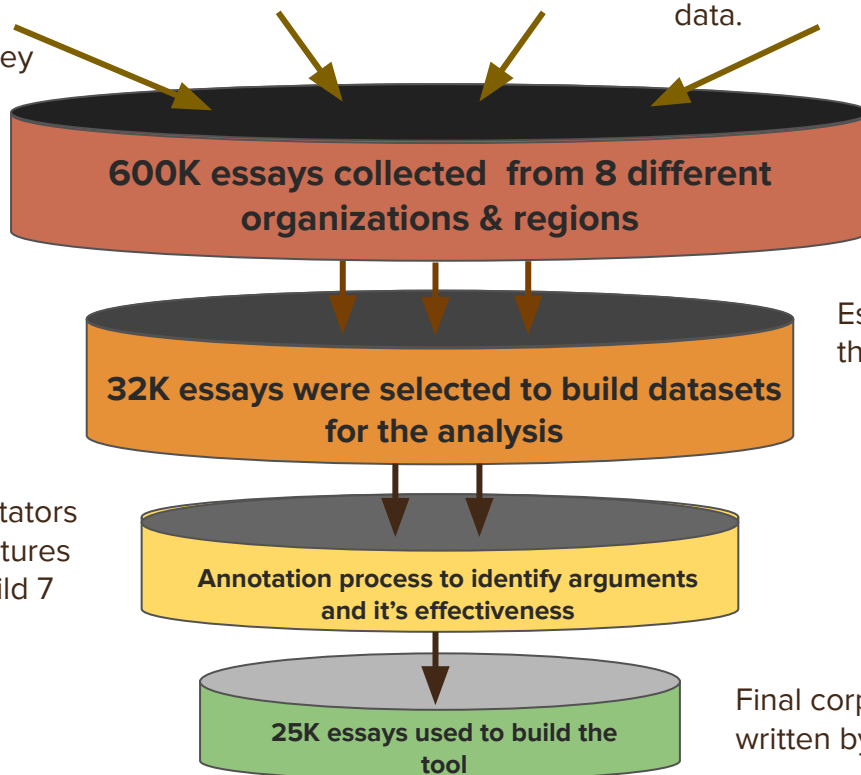 data.
ey
600K essays collected from 8 different
organizations & regions
Es
th
32K essays were selected to build datasets
for the analysis
tators
tures
ild 7
Annotation process to identify arguments
and it's effectiveness
Final corp
written by
25K essays used to build the
tool